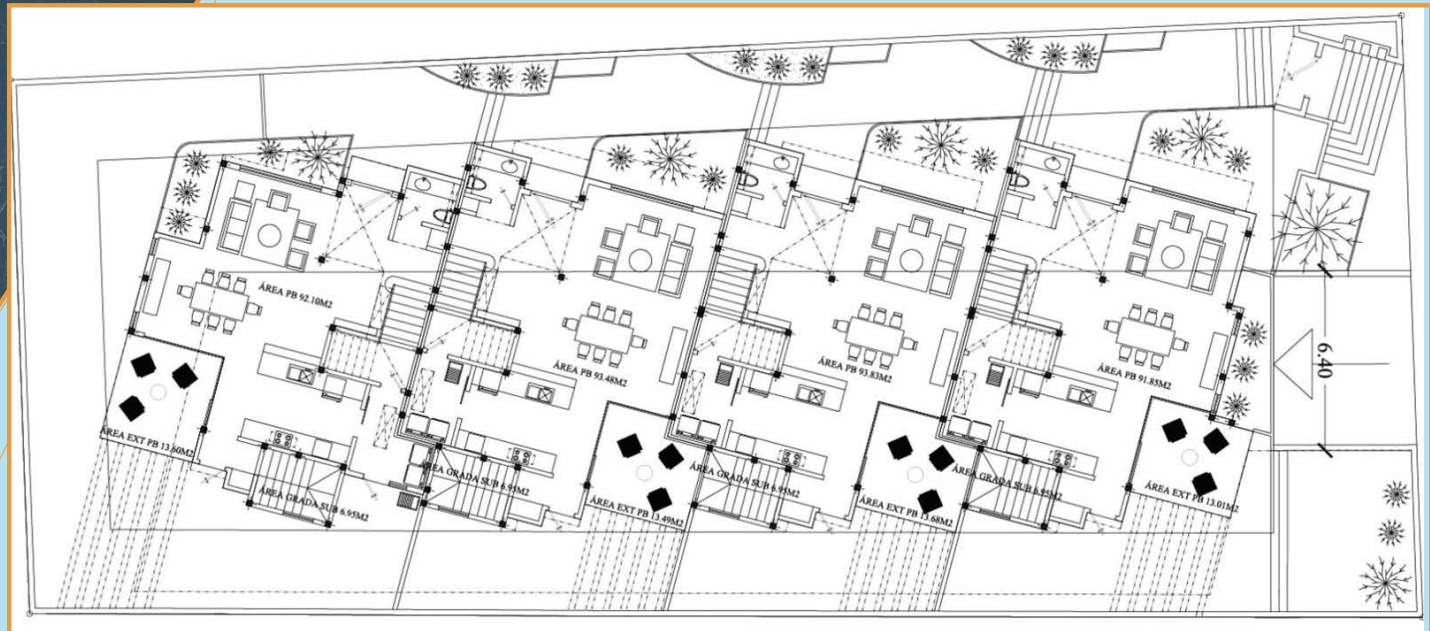 ÁREA PB 92.10M2
ÁREA PB 93.48M2
ÁREA PB 93.83M2
ÁREA PB 91.85M2
6.40
ÁREA EXT PB 13.60M2
ÁREA GRADA SUB 6.95M2
ÁREA GRADA SUB 6.95M2
ÁREA EXT PB 13.49M2
ÁREA GRADA SUB 6.95M2
ÁREA EXT PB 13.68M2
ÁREA GRADA SUB 6.95M2
ÁREA EXT PB 13.01M2